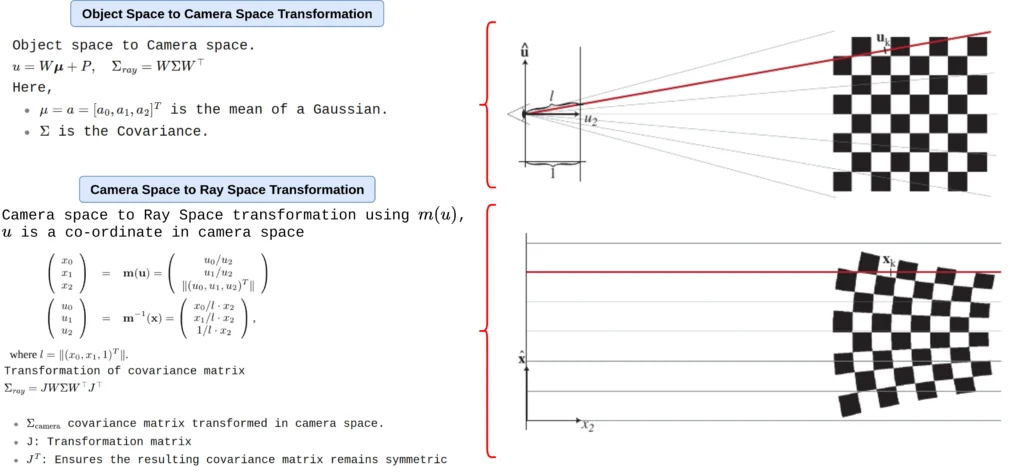 Object Space to Camera Space Transformation
Object space to Camera space.
u = Wμ + P, Σ_ray = WΣW^⊤
Here,
• μ = a = [a_0, a_1, a_2]^T is the mean of a Gaussian.
• Σ is the Covariance.
Camera Space to Ray Space Transformation
Camera space to Ray Space transformation using m(u),
u is a co-ordinate in camera space
( x_0 x_1 x_2 ) = m(u) = ( u_0/u_2 u_1/u_2 ‖(u_0, u_1, u_2)^T‖ )
( u_0 u_1 u_2 ) = m^{-1}(x) = ( x_0/l · x_2 x_1/l · x_2 1/l · x_2 ) ,
where l = ‖(x_0, x_1, 1)^T‖.
Transformation of covariance matrix
Σ_ray = JWΣW^⊤J^⊤
• Σ_camera covariance matrix transformed in camera space.
• J: Transformation matrix
• J^T: Ensures the resulting covariance matrix remains symmetric
û
u_k
l
u_2
1
x_k
x̂
x_2